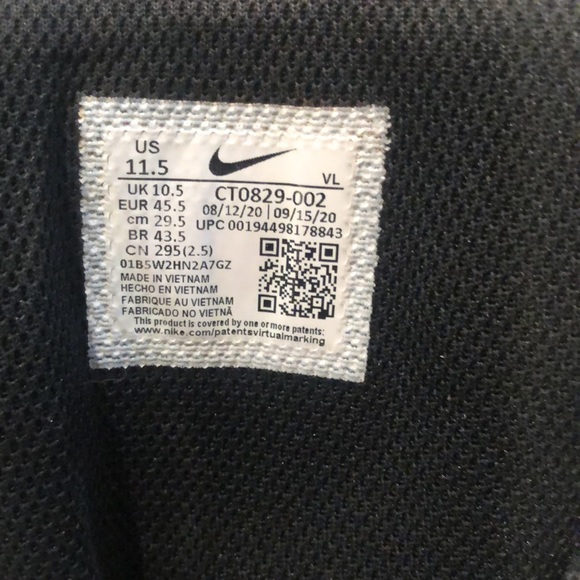 US
11.5
VL
UK 10.5
CT0829-002
EUR 45.5
08/12/20 | 09/15/20
cm 29.5
UPC 00194498178843
BR 43.5
CN 295(2.5)
01B5W2HN2A7GZ
MADE IN VIETNAM
HECHO EN VIETNAM
FABRIQUE AU VIETNAM
FABRICADO NO VIETNÃ
This product is covered by one or more patents:
www.nike.com/patentsvirtualmarking